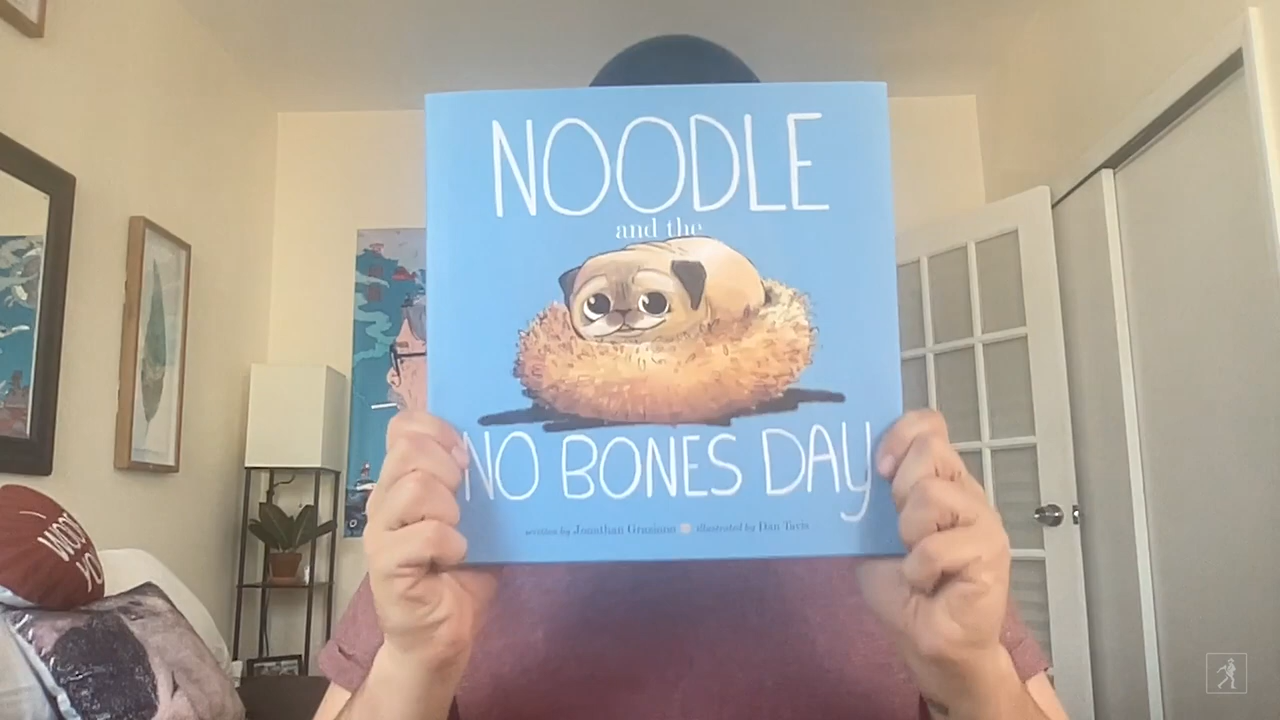 NOODLE
and the
NO BONES DAY
written by Jonathan Graziano illustrated by Dan Tavis